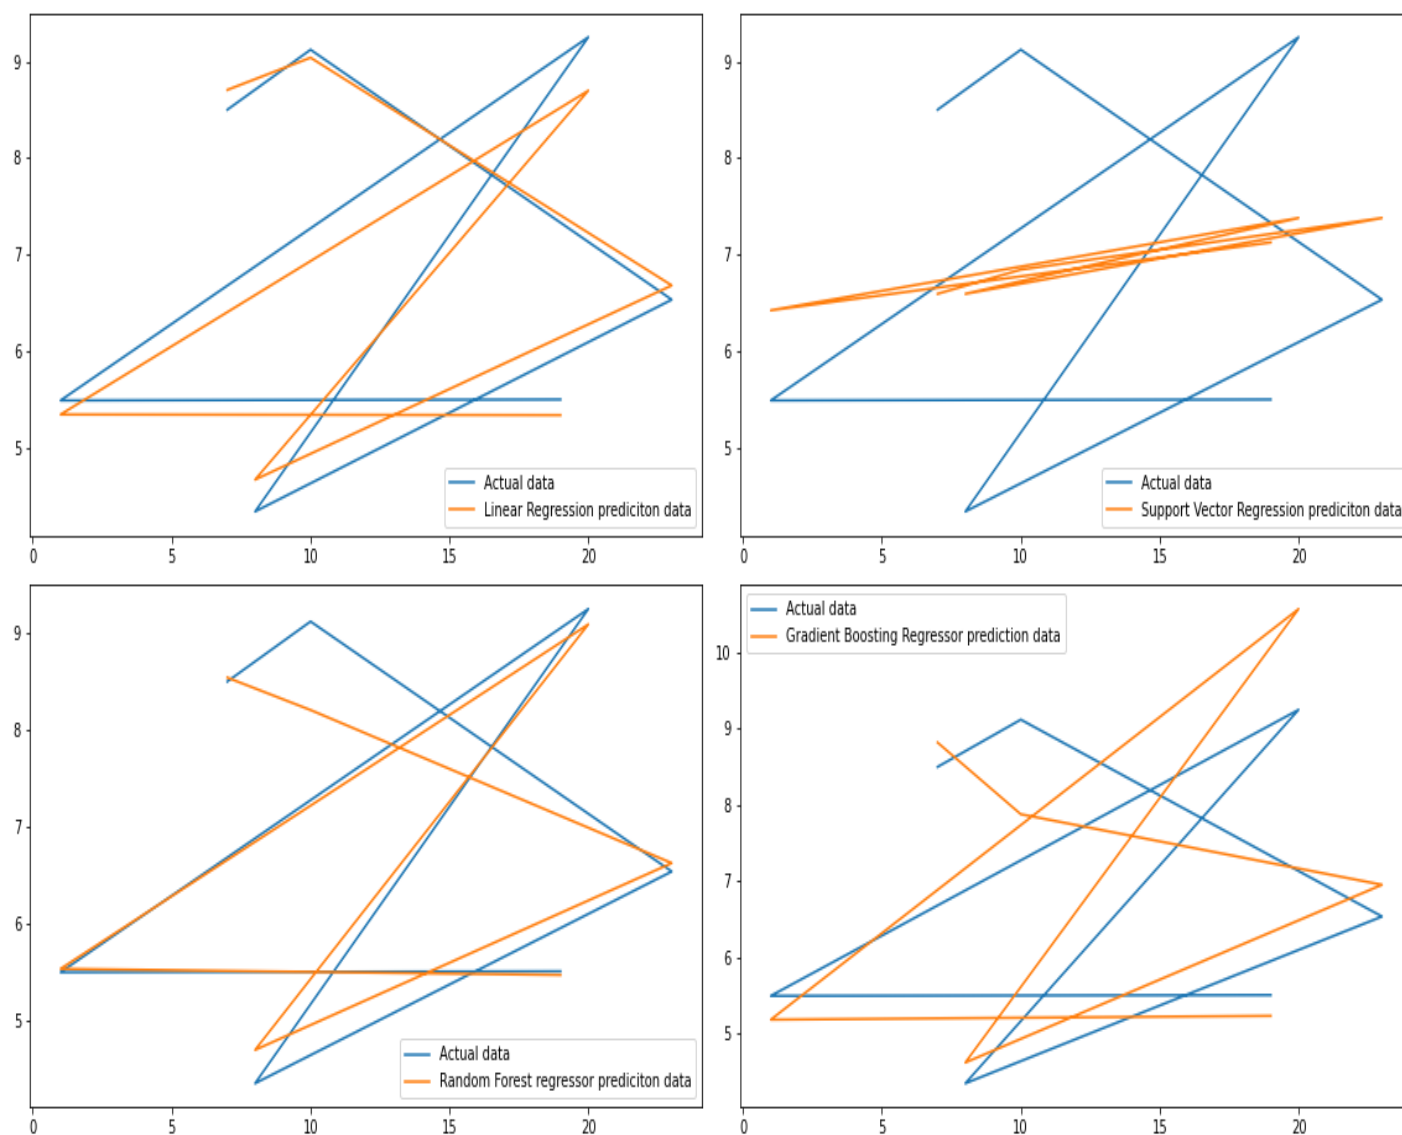 9
8
7
6
5
0 5 10 15 20
Actual data
Linear Regression prediciton data
9
8
7
6
5
0 5 10 15 20
Actual data
Support Vector Regression prediciton data
9
8
7
6
5
0 5 10 15 20
Actual data
Random Forest regressor prediciton data
10
9
8
7
6
5
0 5 10 15 20
Actual data
Gradient Boosting Regressor prediction data